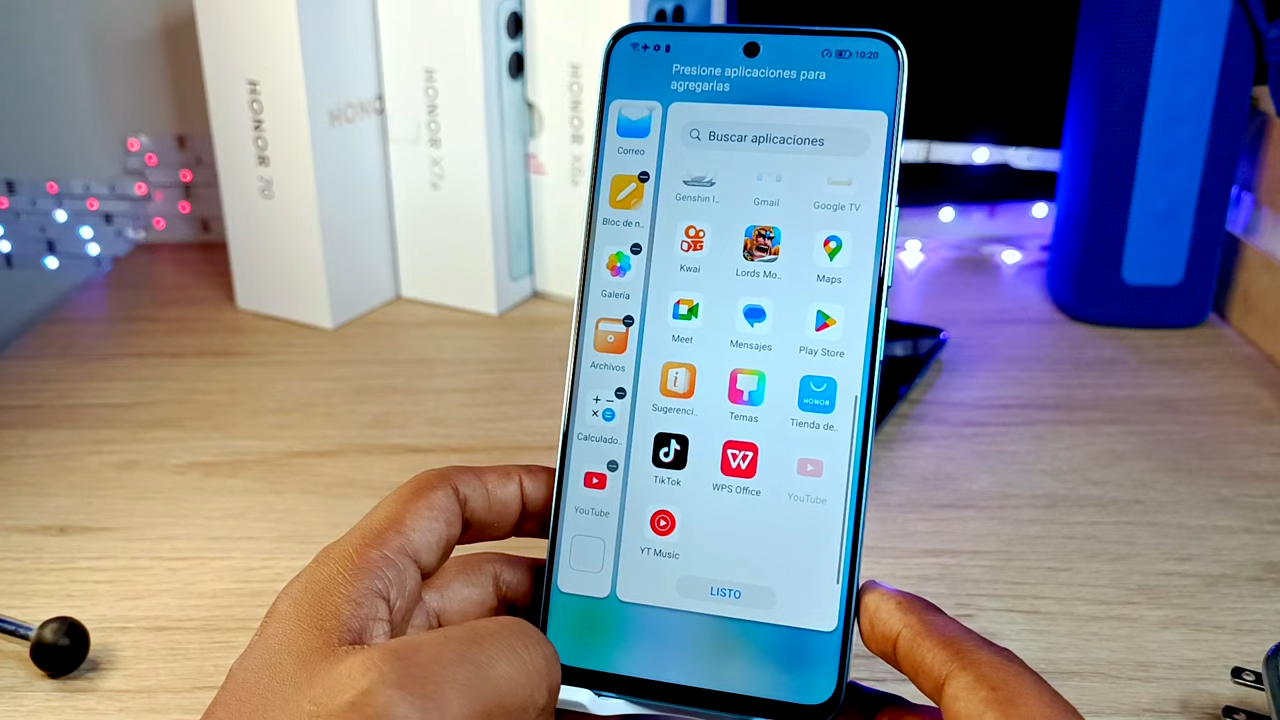 HONOR 70
HONOR
HONOR X7a
10:20
Presione aplicaciones para
agregarlas
Buscar aplicaciones
Correo
Bloc de n..
Galería
Archivos
Calculado..
YouTube
Genshin I..
Gmail
Google TV
Kwai
Lords Mo..
Maps
Meet
Mensajes
Play Store
Sugerenci..
Temas
HONOR
Tienda de..
TikTok
WPS Office
YouTube
YT Music
LISTO